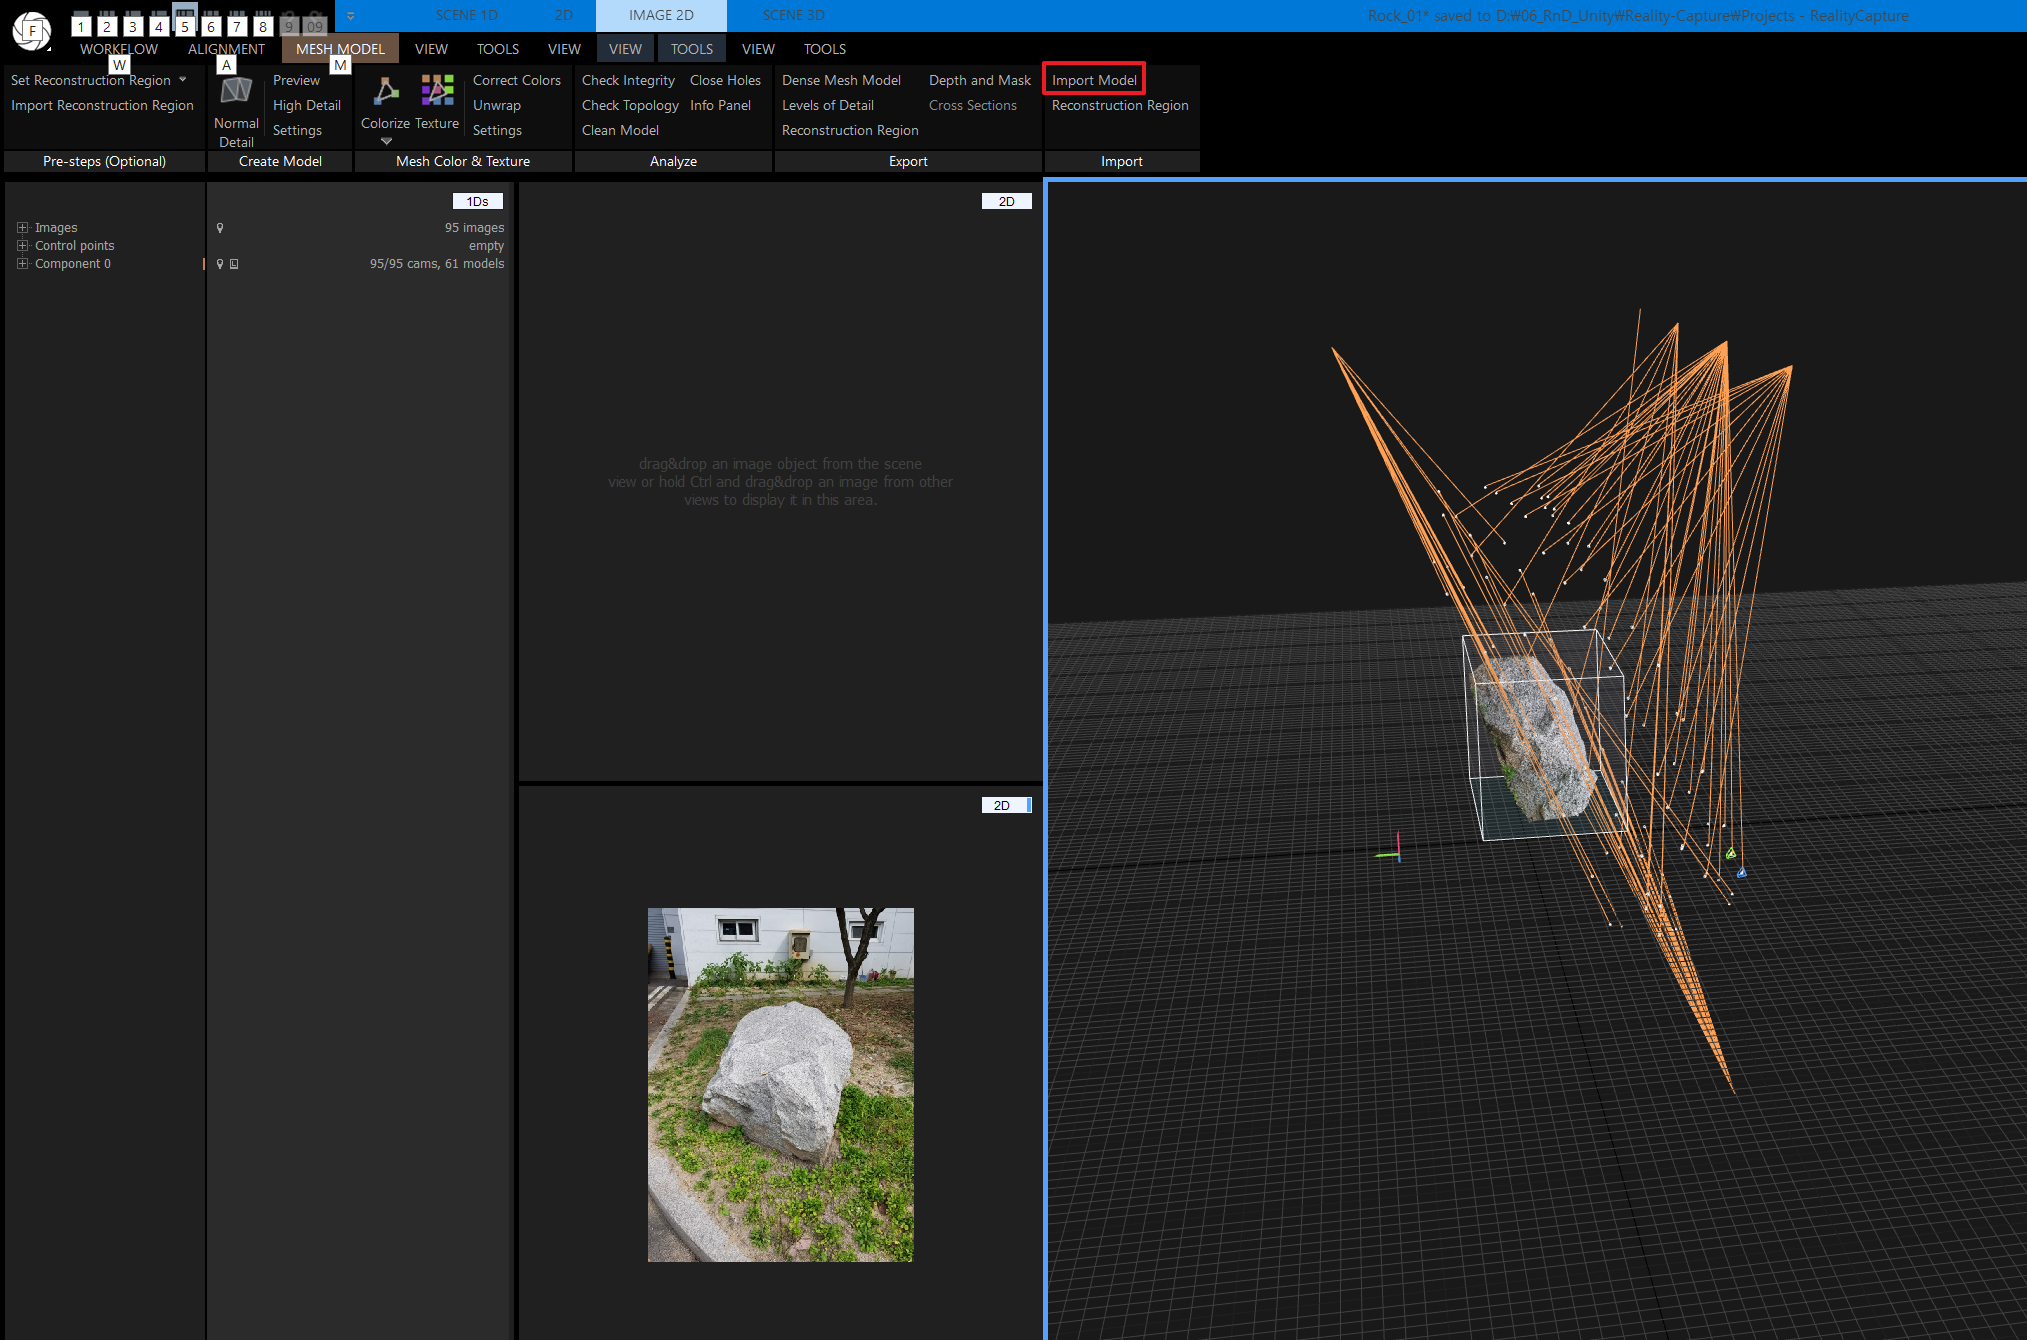 F
1 2 3 4 5 6 7 8 9 09
SCENE 1D 2D IMAGE 2D SCENE 3D
Rock_01* saved to D:₩06_RnD_Unity₩Reality-Capture₩Projects - RealityCapture
WORKFLOW ALIGNMENT MESH MODEL VIEW TOOLS VIEW VIEW TOOLS VIEW TOOLS
W A M
Set Reconstruction Region
Import Reconstruction Region
Pre-steps (Optional)
Normal
Detail
Preview
High Detail
Settings
Create Model
Colorize Texture
Correct Colors
Unwrap
Settings
Mesh Color & Texture
Check Integrity Close Holes
Check Topology Info Panel
Clean Model
Analyze
Dense Mesh Model Depth and Mask
Levels of Detail Cross Sections
Reconstruction Region
Export
Import Model
Reconstruction Region
Import
1Ds
Images 95 images
Control points empty
Component 0 L 95/95 cams, 61 models
2D
drag&drop an image object from the scene
view or hold Ctrl and drag&drop an image from other
views to display it in this area.
2D